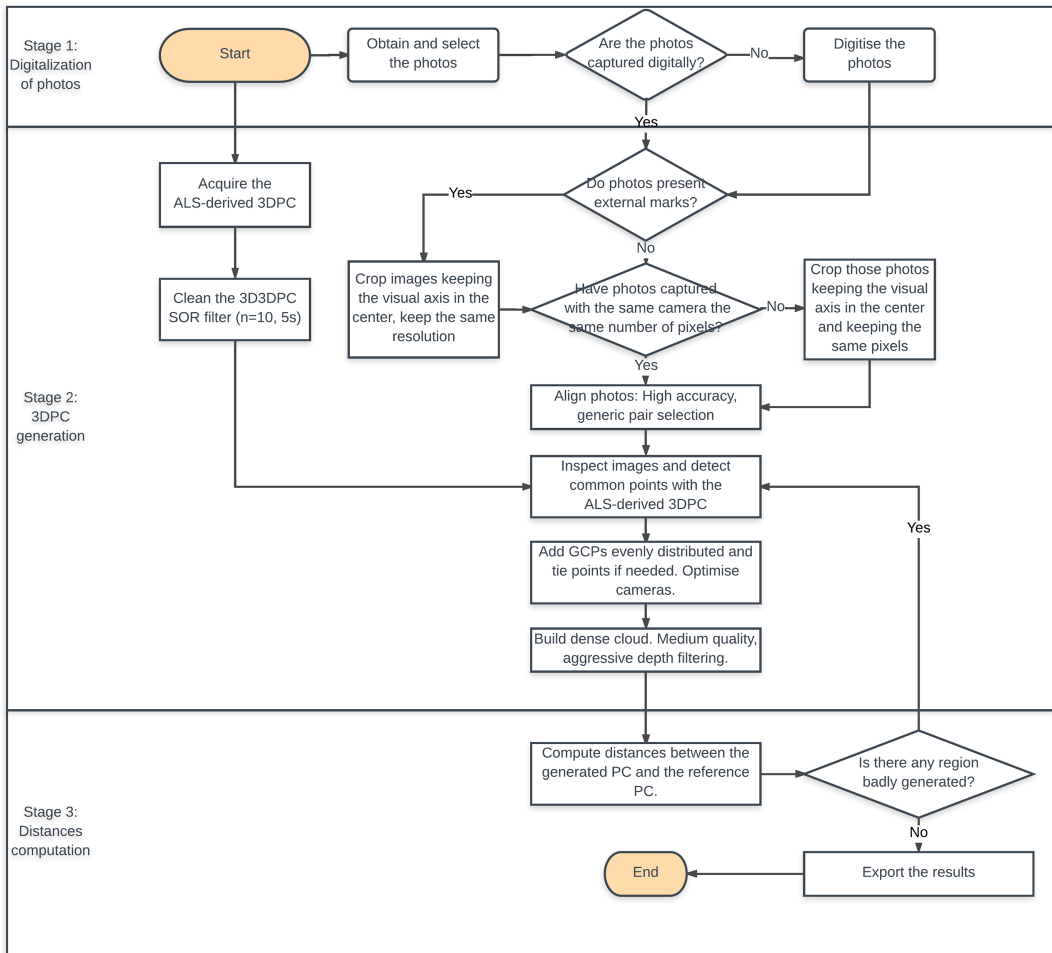 Stage 1:
Digitalization
of photos
Start
Obtain and select
the photos
Are the photos
captured digitally?
No
Digitise the
photos
Yes
Stage 2:
3DPC
generation
Acquire the
ALS-derived 3DPC
Clean the 3D3DPC
SOR filter (n=10, 5s)
Do photos present
external marks?
Yes
No
Crop images keeping
the visual axis in the
center, keep the same
resolution
Have photos captured
with the same camera the
same number of pixels?
No
Crop those photos
keeping the visual
axis in the center
and keeping the
same pixels
Yes
Align photos: High accuracy,
generic pair selection
Inspect images and detect
common points with the
ALS-derived 3DPC
Add GCPs evenly distributed and
tie points if needed. Optimise
cameras.
Build dense cloud. Medium quality,
aggressive depth filtering.
Yes
Stage 3:
Distances
computation
Compute distances between the
generated PC and the reference
PC.
Is there any region
badly generated?
No
Export the results
End